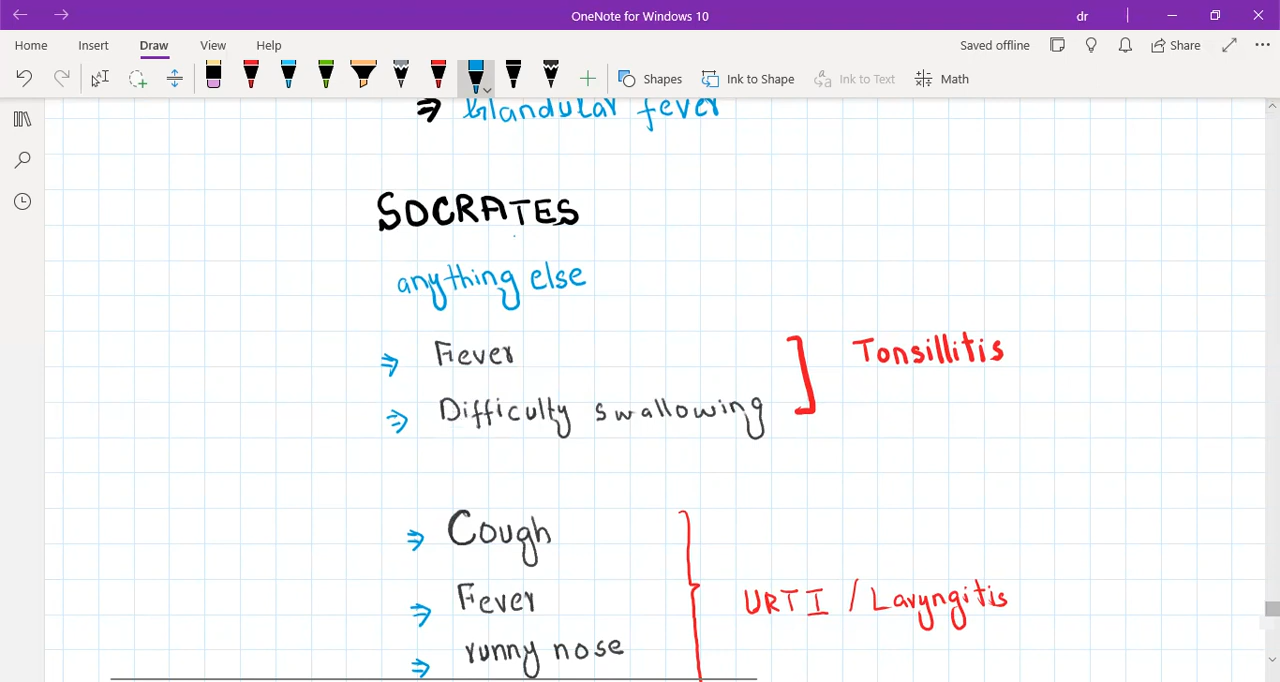 OneNote for Windows 10
dr
Home Insert Draw View Help
Saved offline
Share
Shapes
Ink to Shape
Ink to Text
Math
⇒ Glandular fever
SOCRATES
anything else
⇒ Fever
⇒ Difficulty swallowing
Tonsillitis
⇒ Cough
⇒ Fever
⇒ runny nose
URTI / Laryngitis